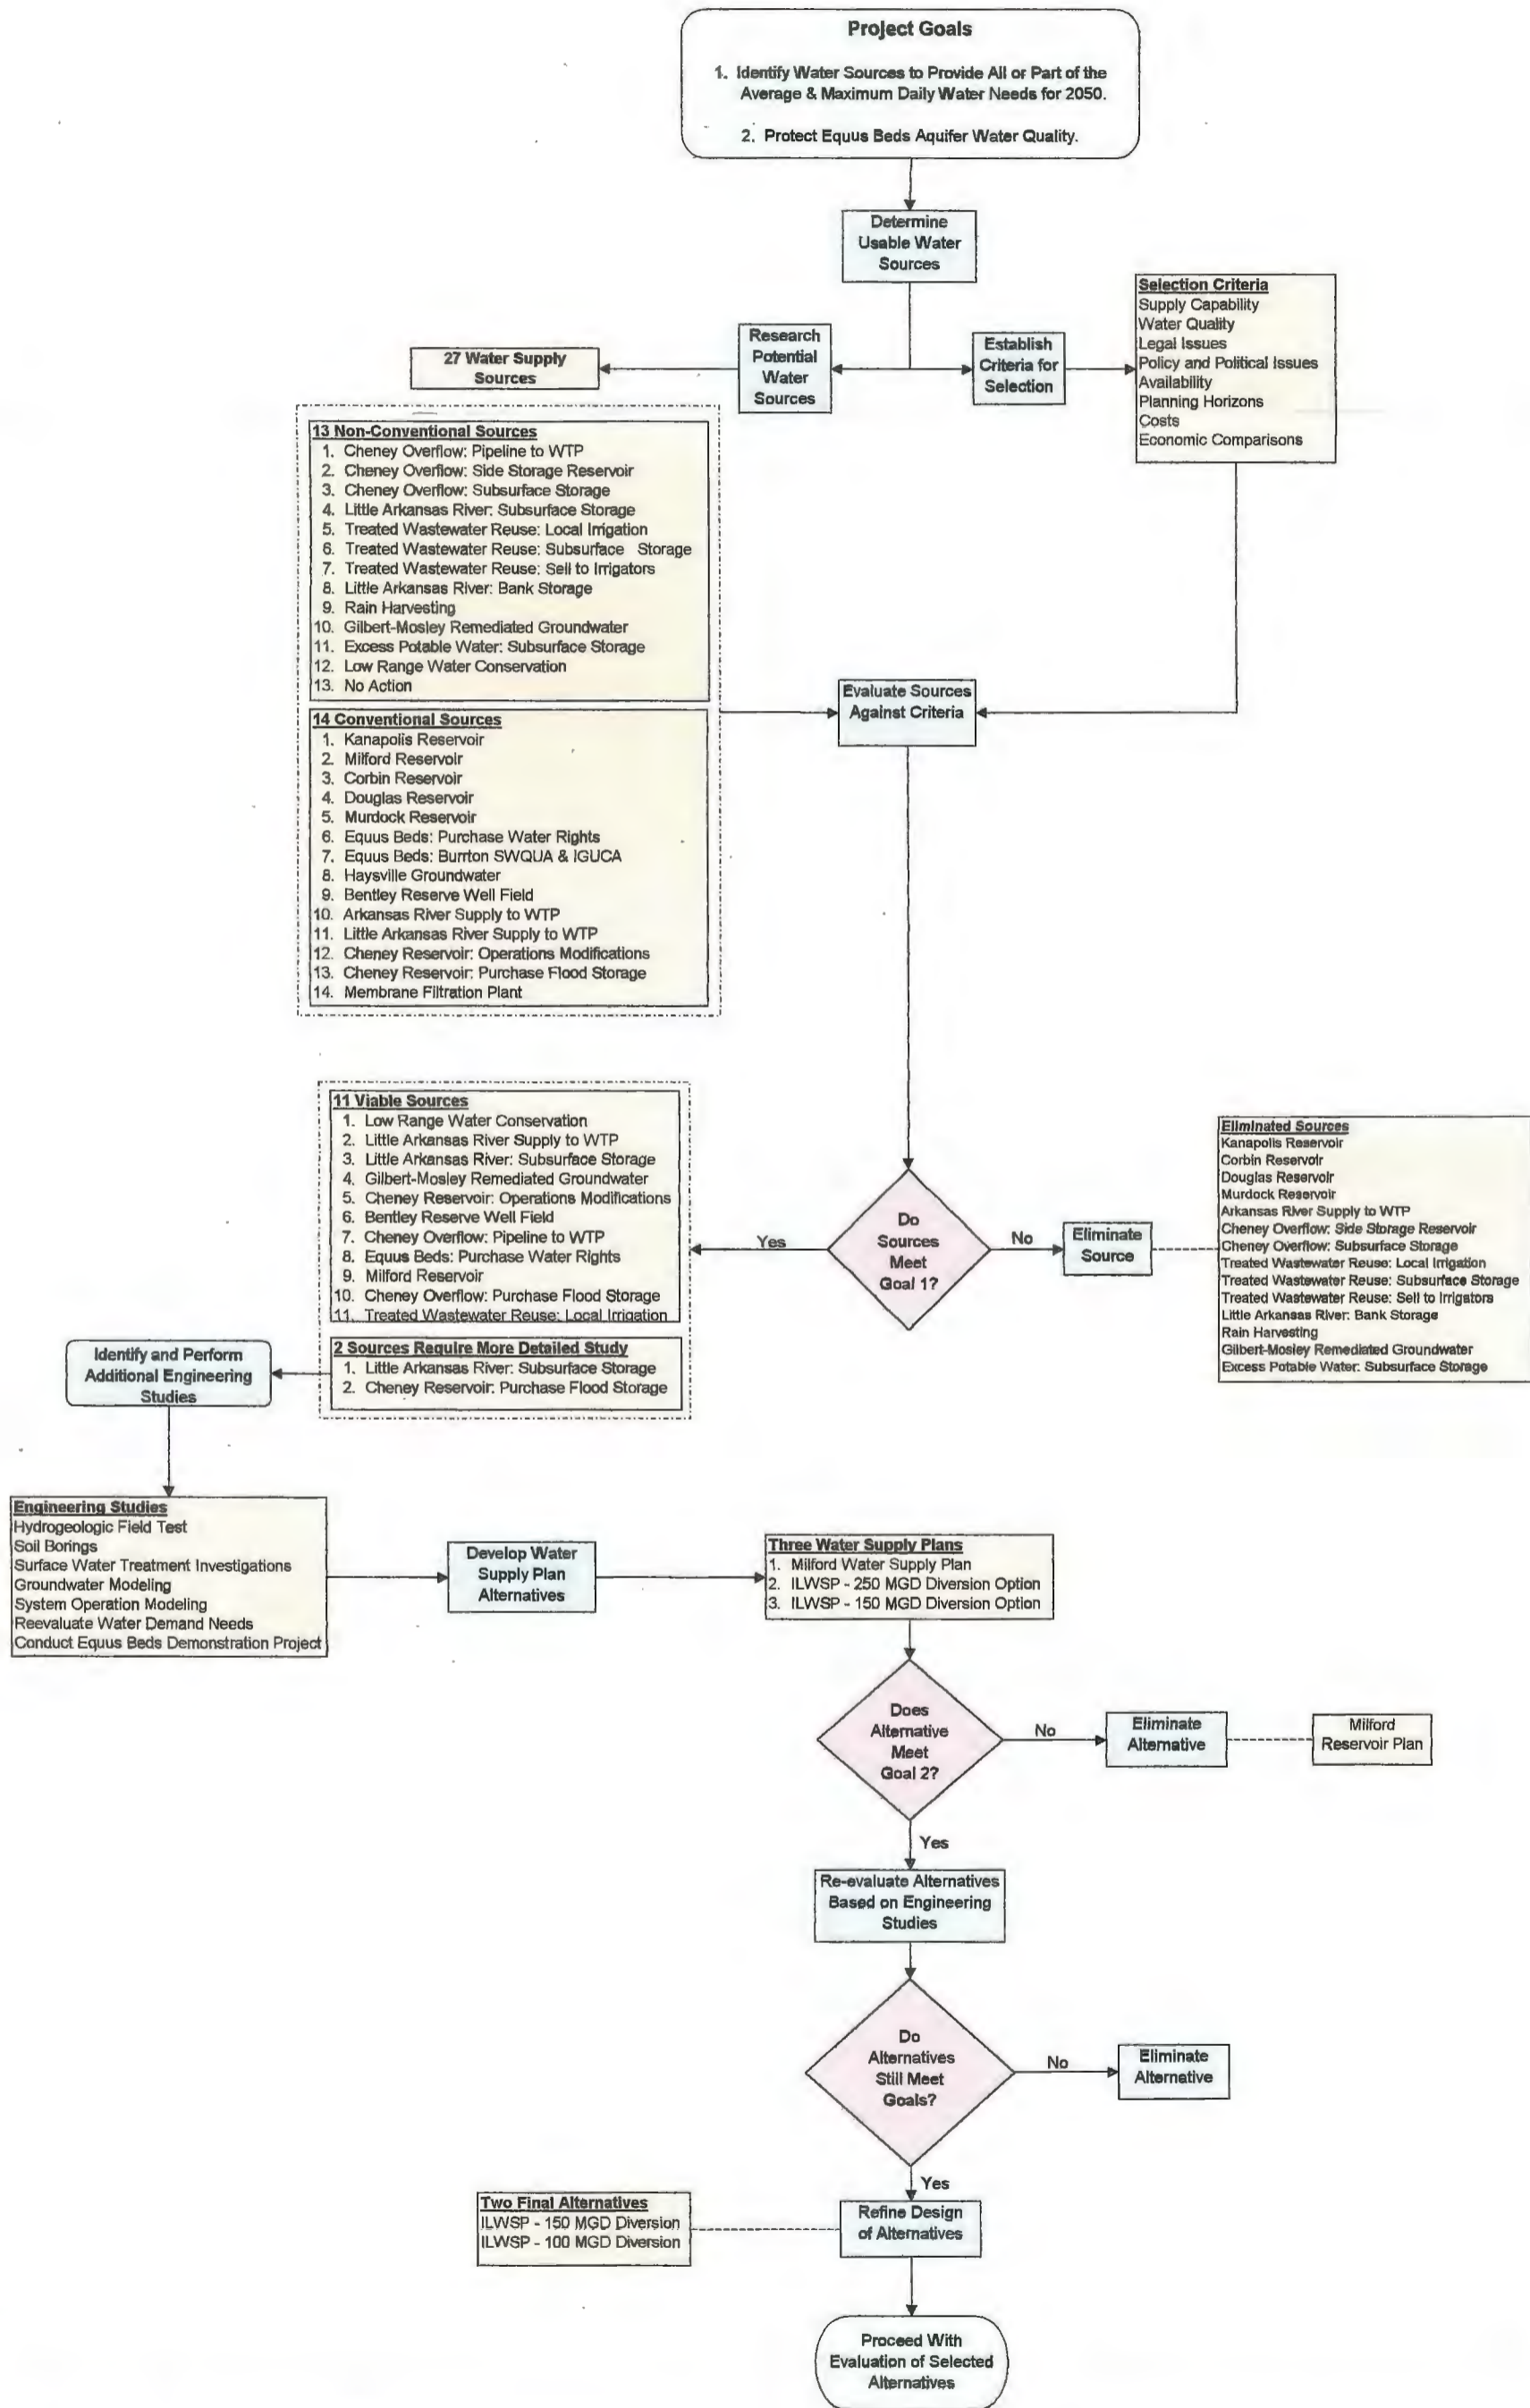 Project Goals
1. Identify Water Sources to Provide All or Part of the
Average & Maximum Daily Water Needs for 2050.
2. Protect Equus Beds Aquifer Water Quality.
Determine
Usable Water
Sources
Selection Criteria
Supply Capability
Water Quality
Legal Issues
Policy and Political Issues
Availability
Planning Horizons
Costs
Economic Comparisons
27 Water Supply
Sources
Research
Potential
Water
Sources
Establish
Criteria for
Selection
13 Non-Conventional Sources
1. Cheney Overflow: Pipeline to WTP
2. Cheney Overflow: Side Storage Reservoir
3. Cheney Overflow: Subsurface Storage
4. Little Arkansas River: Subsurface Storage
5. Treated Wastewater Reuse: Local Irrigation
6. Treated Wastewater Reuse: Subsurface Storage
7. Treated Wastewater Reuse: Sell to Irrigators
8. Little Arkansas River: Bank Storage
9. Rain Harvesting
10. Gilbert-Mosley Remediated Groundwater
11. Excess Potable Water: Subsurface Storage
12. Low Range Water Conservation
13. No Action
Evaluate Sources
Against Criteria
14 Conventional Sources
1. Kanapolis Reservoir
2. Milford Reservoir
3. Corbin Reservoir
4. Douglas Reservoir
5. Murdock Reservoir
6. Equus Beds: Purchase Water Rights
7. Equus Beds: Burrton SWQUA & IGUCA
8. Haysville Groundwater
9. Bentley Reserve Well Field
10. Arkansas River Supply to WTP
11. Little Arkansas River Supply to WTP
12. Cheney Reservoir: Operations Modifications
13. Cheney Reservoir: Purchase Flood Storage
14. Membrane Filtration Plant
11 Viable Sources
1. Low Range Water Conservation
2. Little Arkansas River Supply to WTP
3. Little Arkansas River: Subsurface Storage
4. Gilbert-Mosley Remediated Groundwater
5. Cheney Reservoir: Operations Modifications
6. Bentley Reserve Well Field
7. Cheney Overflow: Pipeline to WTP
8. Equus Beds: Purchase Water Rights
9. Milford Reservoir
10. Cheney Overflow: Purchase Flood Storage
11. Treated Wastewater Reuse: Local Irrigation
Yes
Do
Sources
Meet
Goal 1?
No
Eliminate
Source
Eliminated Sources
Kanapolis Reservoir
Corbin Reservoir
Douglas Reservoir
Murdock Reservoir
Arkansas River Supply to WTP
Cheney Overflow: Side Storage Reservoir
Cheney Overflow: Subsurface Storage
Treated Wastewater Reuse: Local Irrigation
Treated Wastewater Reuse: Subsurface Storage
Treated Wastewater Reuse: Sell to Irrigators
Little Arkansas River: Bank Storage
Rain Harvesting
Gilbert-Mosley Remediated Groundwater
Excess Potable Water: Subsurface Storage
2 Sources Require More Detailed Study
1. Little Arkansas River: Subsurface Storage
2. Cheney Reservoir: Purchase Flood Storage
Identify and Perform
Additional Engineering
Studies
Engineering Studies
Hydrogeologic Field Test
Soil Borings
Surface Water Treatment Investigations
Groundwater Modeling
System Operation Modeling
Reevaluate Water Demand Needs
Conduct Equus Beds Demonstration Project
Develop Water
Supply Plan
Alternatives
Three Water Supply Plans
1. Milford Water Supply Plan
2. ILWSP - 250 MGD Diversion Option
3. ILWSP - 150 MGD Diversion Option
Does
Alternative
Meet
Goal 2?
No
Eliminate
Alternative
Milford
Reservoir Plan
Yes
Re-evaluate Alternatives
Based on Engineering
Studies
Do
Alternatives
Still Meet
Goals?
No
Eliminate
Alternative
Yes
Two Final Alternatives
ILWSP - 150 MGD Diversion
ILWSP - 100 MGD Diversion
Refine Design
of Alternatives
Proceed With
Evaluation of Selected
Alternatives